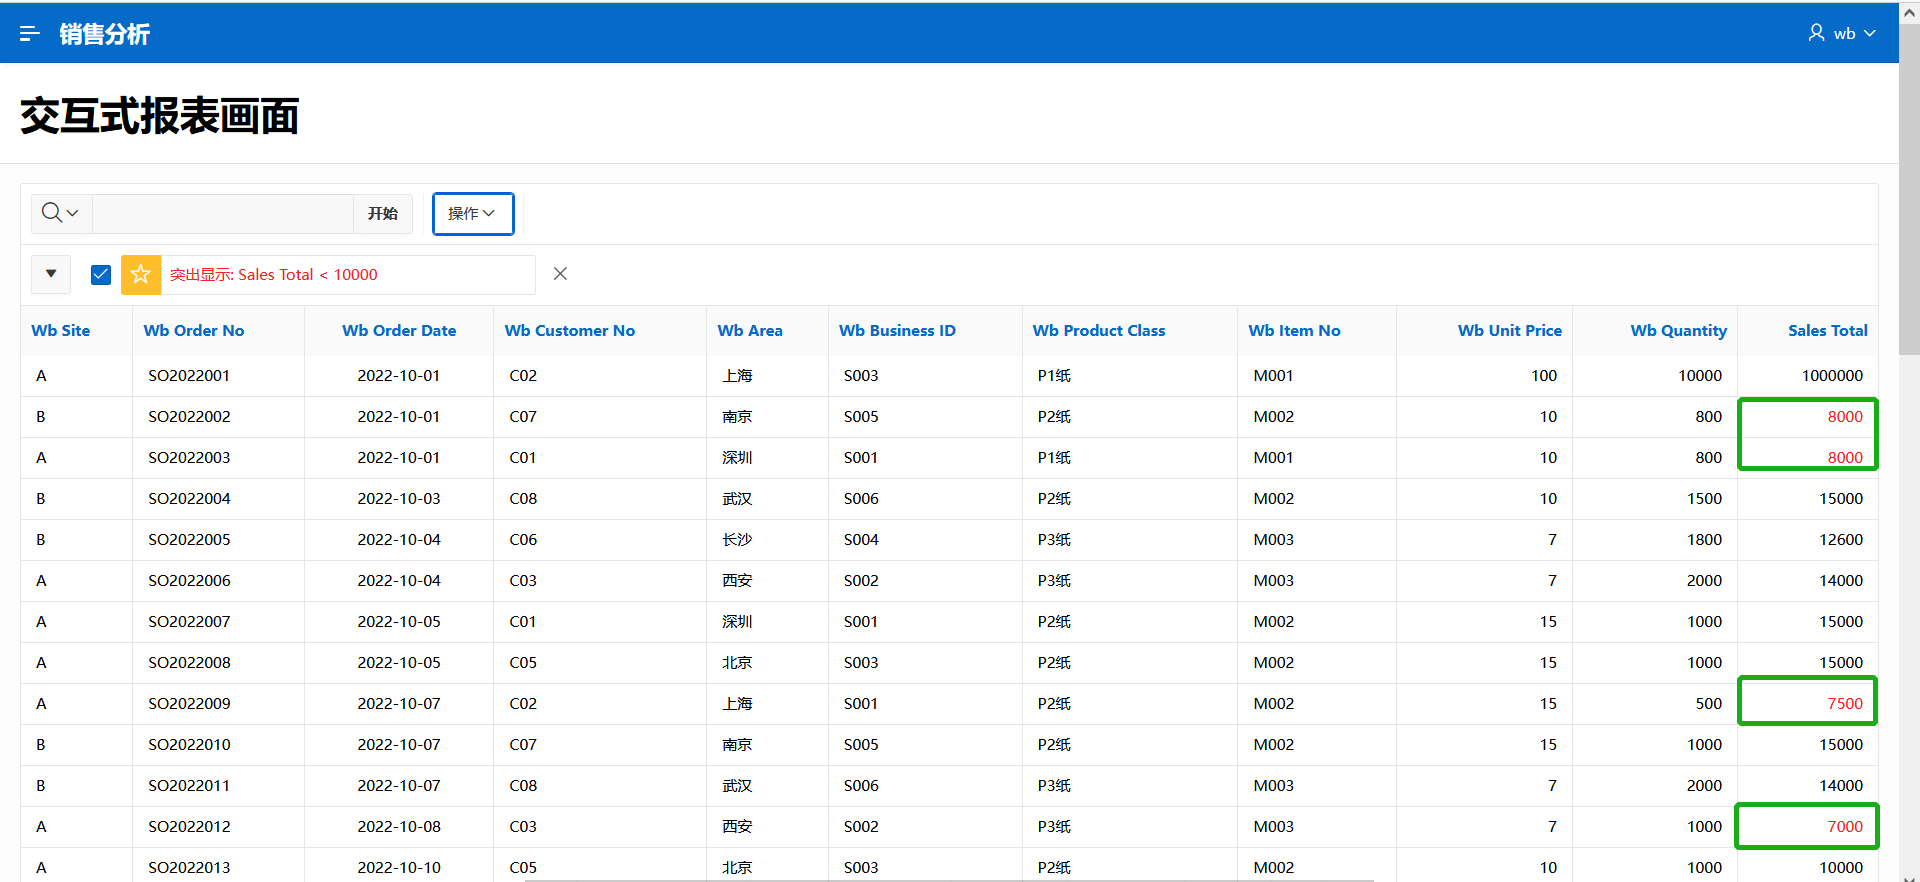 销售分析 wb
交互式报表画面
开始 操作
突出显示: Sales Total < 10000
Wb Site Wb Order No Wb Order Date Wb Customer No Wb Area Wb Business ID Wb Product Class Wb Item No Wb Unit Price Wb Quantity Sales Total
A SO2022001 2022-10-01 C02 上海 S003 P1纸 M001 100 10000 1000000
B SO2022002 2022-10-01 C07 南京 S005 P2纸 M002 10 800 8000
A SO2022003 2022-10-01 C01 深圳 S001 P1纸 M001 10 800 8000
B SO2022004 2022-10-03 C08 武汉 S006 P2纸 M002 10 1500 15000
B SO2022005 2022-10-04 C06 长沙 S004 P3纸 M003 7 1800 12600
A SO2022006 2022-10-04 C03 西安 S002 P3纸 M003 7 2000 14000
A SO2022007 2022-10-05 C01 深圳 S001 P2纸 M002 15 1000 15000
A SO2022008 2022-10-05 C05 北京 S003 P2纸 M002 15 1000 15000
A SO2022009 2022-10-07 C02 上海 S001 P2纸 M002 15 500 7500
B SO2022010 2022-10-07 C07 南京 S005 P2纸 M002 15 1000 15000
B SO2022011 2022-10-07 C08 武汉 S006 P3纸 M003 7 2000 14000
A SO2022012 2022-10-08 C03 西安 S002 P3纸 M003 7 1000 7000
A SO2022013 2022-10-10 C05 北京 S003 P2纸 M002 10 1000 10000